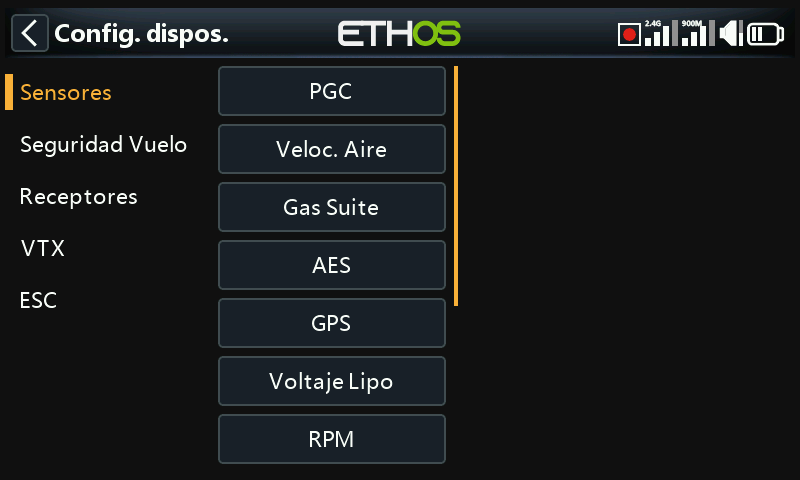 Config. dispos.
ETHOS
2.4G
900M
Sensores
Seguridad Vuelo
Receptores
VTX
ESC
PGC
Veloc. Aire
Gas Suite
AES
GPS
Voltaje Lipo
RPM